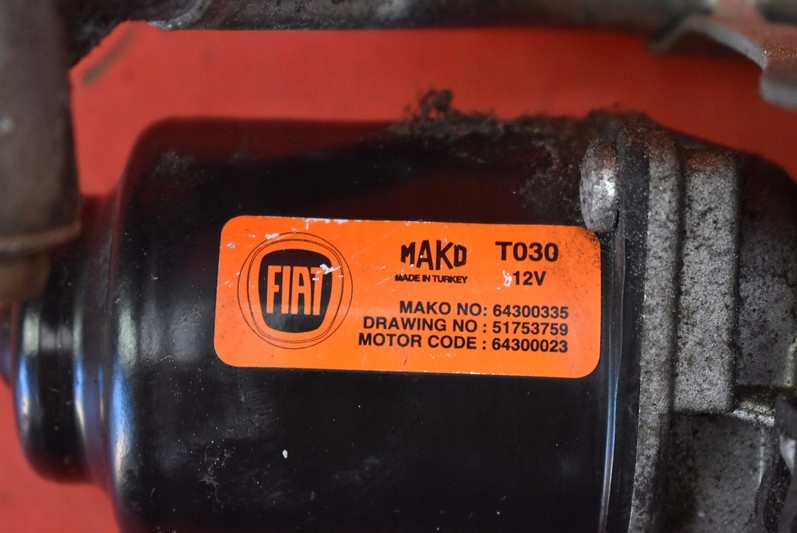 FIAT
MAKO T030
MADE IN TURKEY 12V
MAKO NO: 64300335
DRAWING NO : 51753759
MOTOR CODE : 64300023